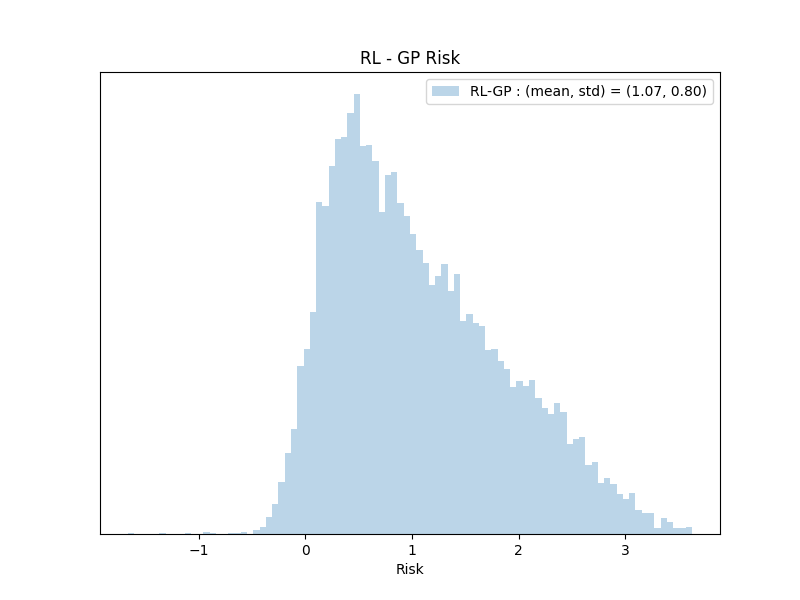 RL - GP Risk
RL-GP : (mean, std) = (1.07, 0.80)
−1 0 1 2 3
Risk